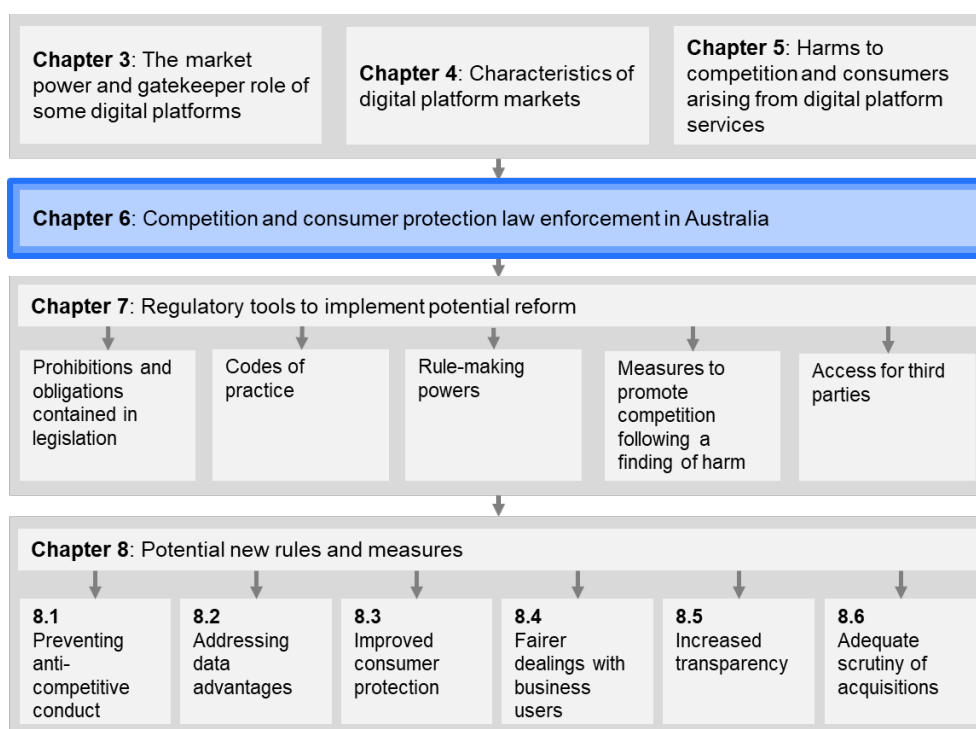 Chapter 3: The market
power and gatekeeper role of
some digital platforms
Chapter 4: Characteristics of
digital platform markets
Chapter 5: Harms to
competition and consumers
arising from digital platform
services
Chapter 6: Competition and consumer protection law enforcement in Australia
Chapter 7: Regulatory tools to implement potential reform
Prohibitions and
obligations
contained in
legislation
Codes of
practice
Rule-making
powers
Measures to
promote
competition
following a
finding of harm
Access for third
parties
Chapter 8: Potential new rules and measures
8.1
Preventing
anti-
competitive
conduct
8.2
Addressing
data
advantages
8.3
Improved
consumer
protection
8.4
Fairer
dealings with
business
users
8.5
Increased
transparency
8.6
Adequate
scrutiny of
acquisitions